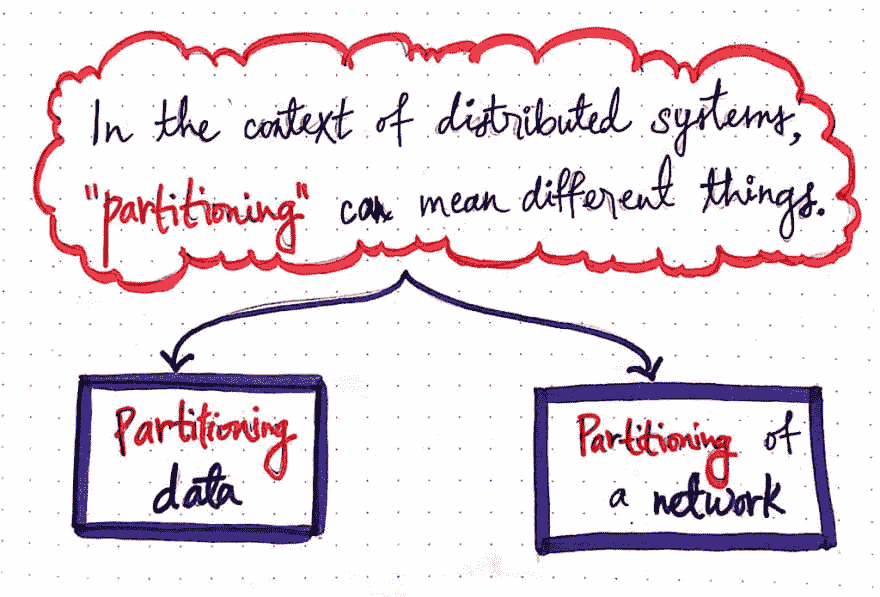 In the context of distributed systems,
"partitioning" can mean different things.
Partitioning
data
Partitioning of
a network